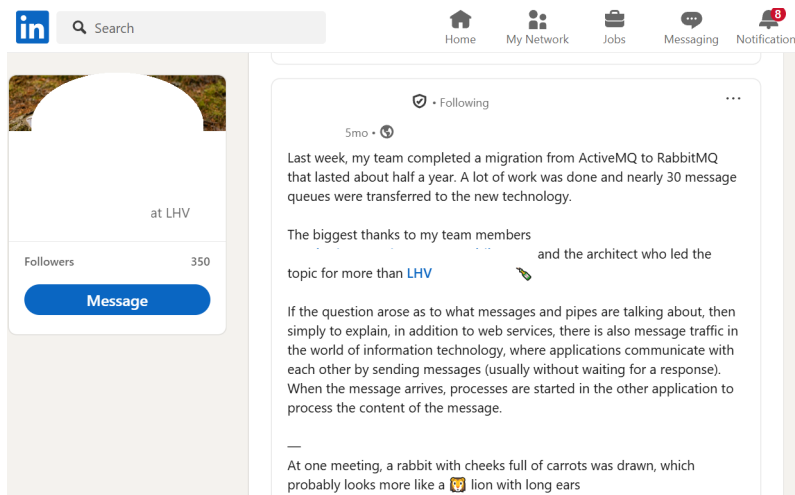 in
Search
Home
My Network
Jobs
Messaging
8
Notification
at LHV
Followers 350
Message
• Following
...
5mo •
Last week, my team completed a migration from ActiveMQ to RabbitMQ
that lasted about half a year. A lot of work was done and nearly 30 message
queues were transferred to the new technology.
The biggest thanks to my team members
and the architect who led the
topic for more than LHV
If the question arose as to what messages and pipes are talking about, then
simply to explain, in addition to web services, there is also message traffic in
the world of information technology, where applications communicate with
each other by sending messages (usually without waiting for a response).
When the message arrives, processes are started in the other application to
process the content of the message.
—
At one meeting, a rabbit with cheeks full of carrots was drawn, which
probably looks more like a 🦁 lion with long ears